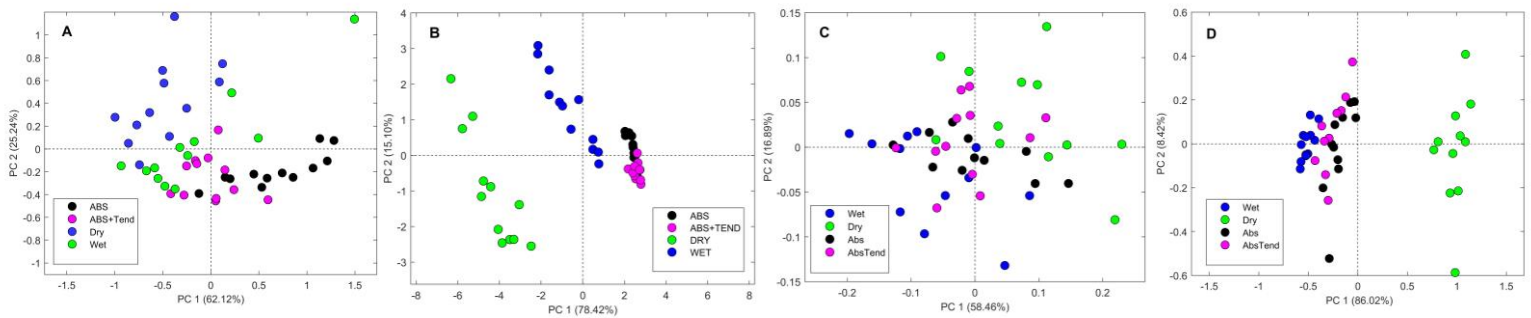 A
1
0.8
0.6
0.4
0.2
0
-0.2
-0.4
-0.6
-0.8
-1
PC 2 (25.24%)
ABS
ABS+Tend
Dry
Wet
-1.5
-1
-0.5
0
0.5
1
1.5
PC 1 (62.12%)
B
4
3
2
1
0
-1
-2
-3
PC 2 (15.10%)
ABS
ABS+TEND
DRY
WET
-8
-6
-4
-2
0
2
4
6
8
PC 1 (78.42%)
C
0.15
0.1
0.05
0
-0.05
-0.1
-0.15
PC 2 (16.89%)
Wet
Dry
Abs
AbsTend
-0.2
-0.1
0
0.1
0.2
PC 1 (58.46%)
D
0.6
0.4
0.2
0
-0.2
-0.4
-0.6
PC 2 (8.42%)
Wet
Dry
Abs
AbsTend
-1.5
-1
-0.5
0
0.5
1
1.5
PC 1 (86.02%)